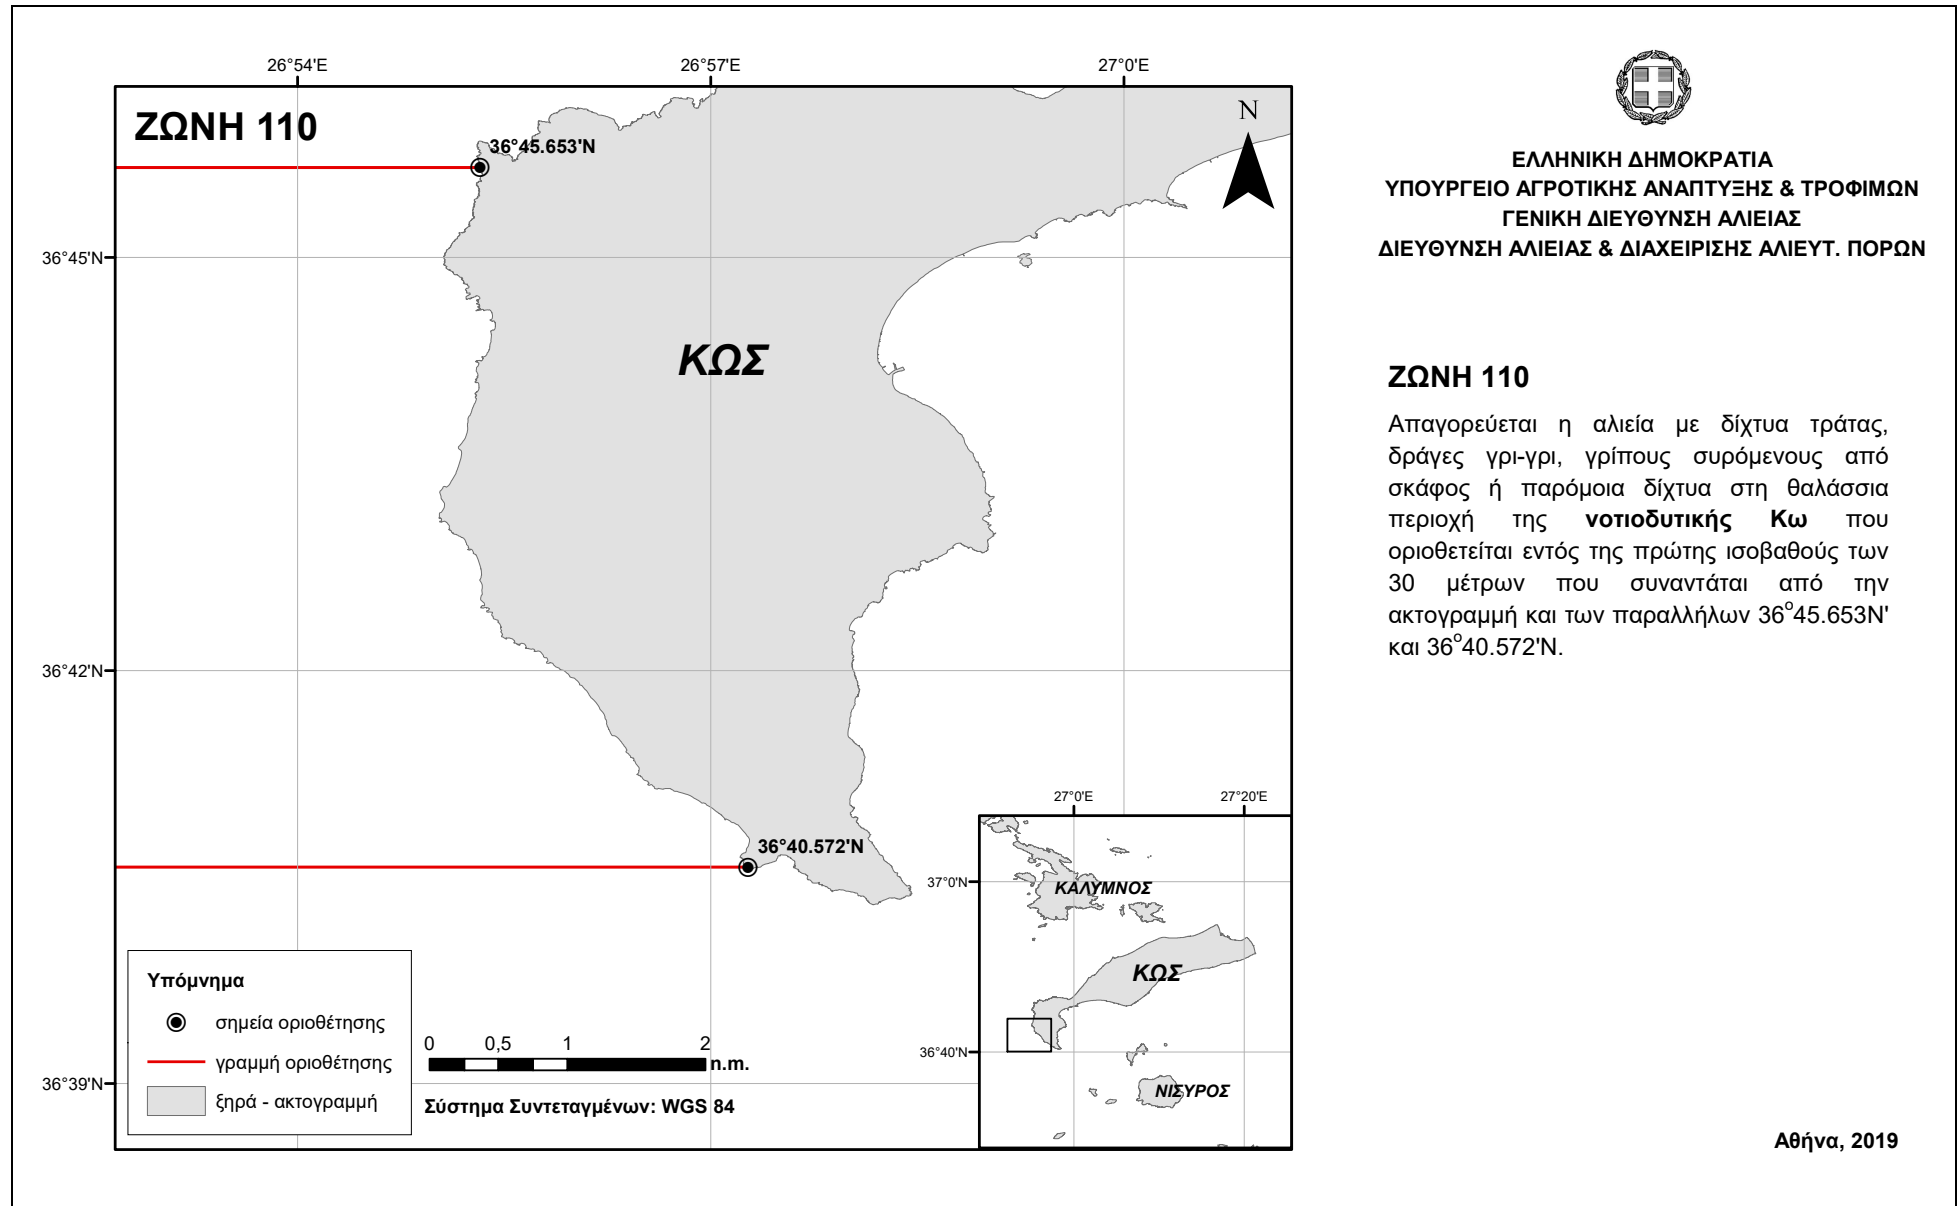 26°54'E
26°57'E
27°0'E
ΖΩΝΗ 110
36°45.653'N
N
36°45'N
ΚΩΣ
36°42'N
36°40.572'N
36°39'N
Υπόμνημα
σημεία οριοθέτησης
γραμμή οριοθέτησης
ξηρά - ακτογραμμή
0 0,5 1 2
n.m.
Σύστημα Συντεταγμένων: WGS 84
27°0'E
27°20'E
37°0'N
ΚΑΛΥΜΝΟΣ
ΚΩΣ
36°40'N
ΝΙΣΥΡΟΣ
ΕΛΛΗΝΙΚΗ ΔΗΜΟΚΡΑΤΙΑ
ΥΠΟΥΡΓΕΙΟ ΑΓΡΟΤΙΚΗΣ ΑΝΑΠΤΥΞΗΣ & ΤΡΟΦΙΜΩΝ
ΓΕΝΙΚΗ ΔΙΕΥΘΥΝΣΗ ΑΛΙΕΙΑΣ
ΔΙΕΥΘΥΝΣΗ ΑΛΙΕΙΑΣ & ΔΙΑΧΕΙΡΙΣΗΣ ΑΛΙΕΥΤ. ΠΟΡΩΝ
ΖΩΝΗ 110
Απαγορεύεται η αλιεία με δίχτυα τράτας,
δράγες γρι-γρι, γρίπους συρόμενους από
σκάφος ή παρόμοια δίχτυα στη θαλάσσια
περιοχή της νοτιοδυτικής Κω που
οριοθετείται εντός της πρώτης ισοβαθούς των
30 μέτρων που συναντάται από την
ακτογραμμή και των παραλλήλων 36°45.653N'
και 36°40.572'N.
Αθήνα, 2019